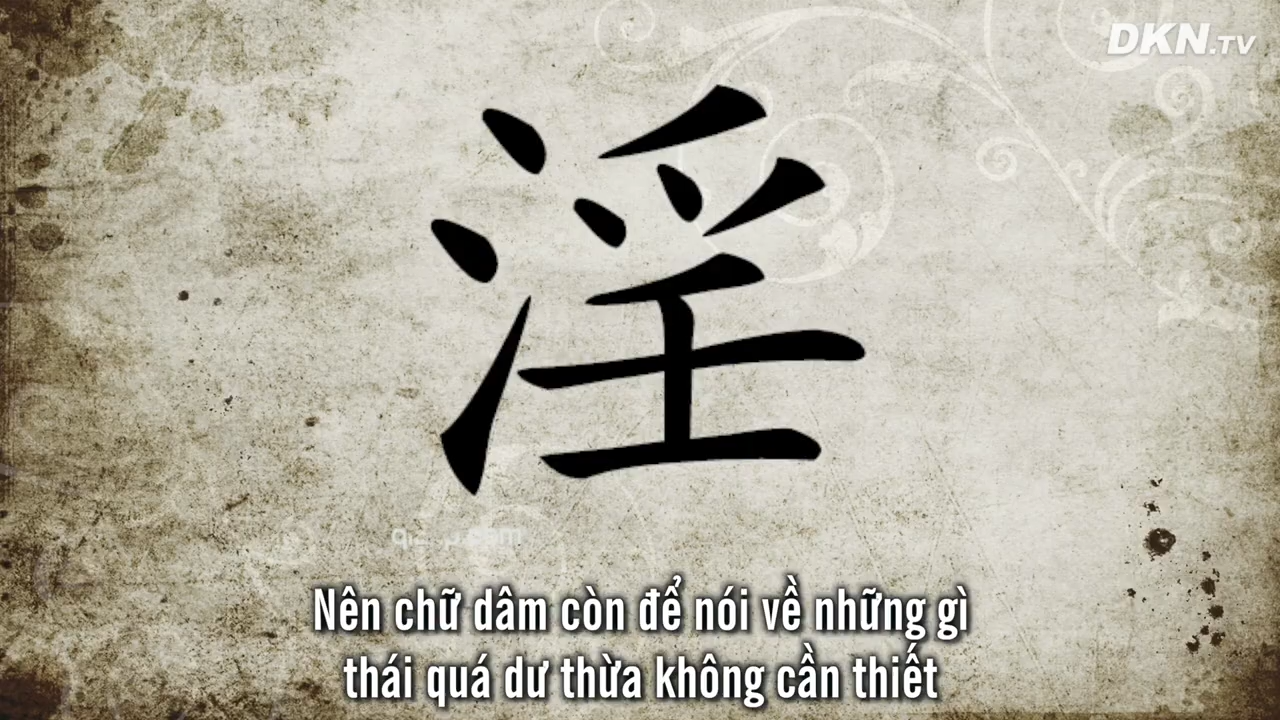 DKN.TV
淫
Nên chữ dâm còn để nói về những gì
thái quá dư thừa không cần thiết